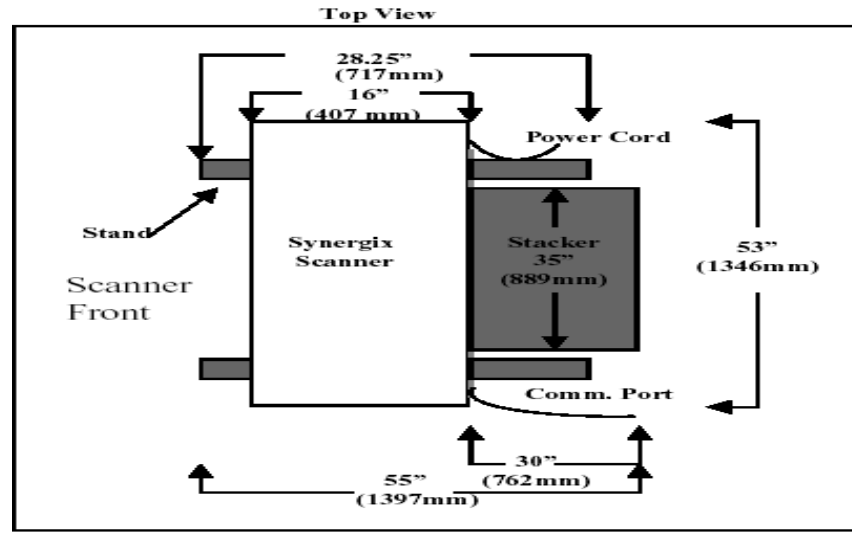 Top View
28.25”
(717mm)
16”
(407 mm)
Power Cord
Stand
Synergix
Scanner
Stacker
35”
(889mm)
53”
(1346mm)
Scanner
Front
Comm. Port
30”
(762mm)
55”
(1397mm)